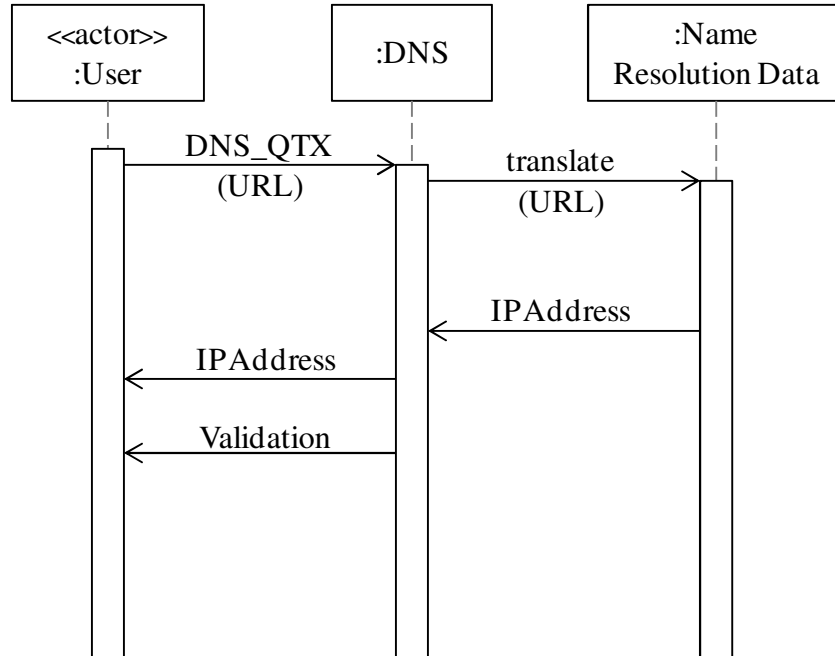 <<actor>>
:User
:DNS
:Name
Resolution Data
DNS_QTX
(URL)
translate
(URL)
IPAddress
IPAddress
Validation